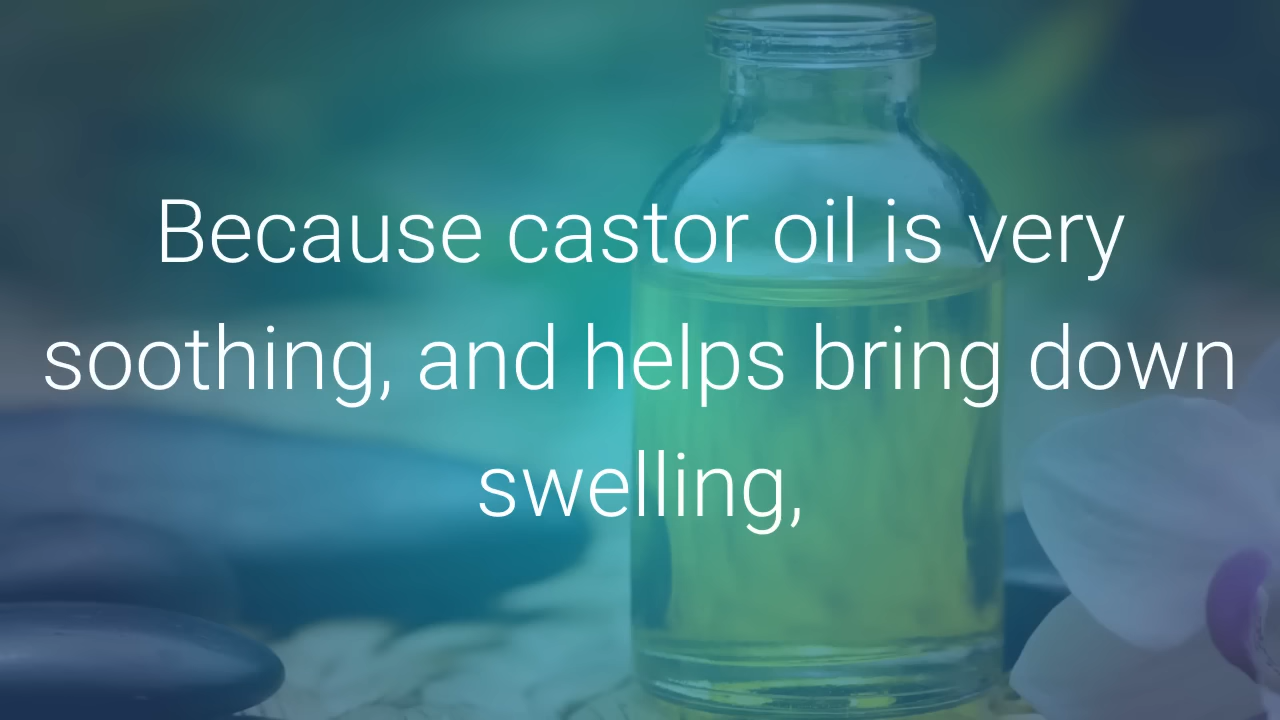 Because castor oil is very
soothing, and helps bring down
swelling,